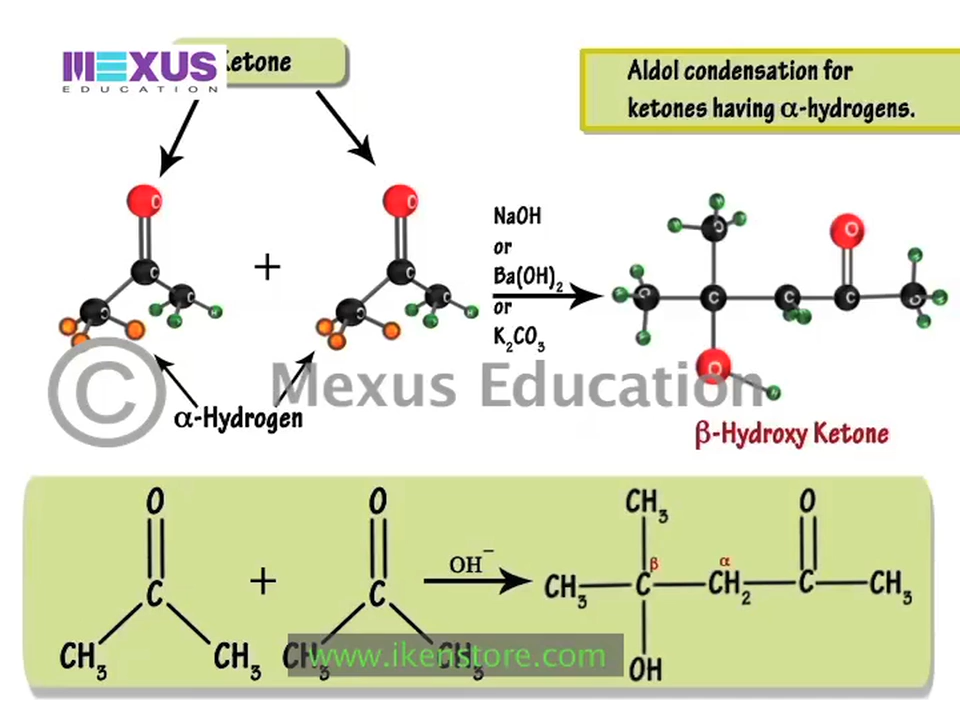 MEXUS
EDUCATION
Ketone
Aldol condensation for
ketones having α-hydrogens.
O
C
C
C
H
+
O
C
C
C
H
NaOH
or
Ba(OH)₂
or
K₂CO₃
C
C
C
C
C
O
C
O
Mexus Education
©
α-Hydrogen
β-Hydroxy Ketone
O
C
CH₃ CH₃
+
O
C
CH₃ CH₃
OH⁻
CH₃
β α O
CH₃ C CH₂ C CH₃
OH
www.ikenstore.com